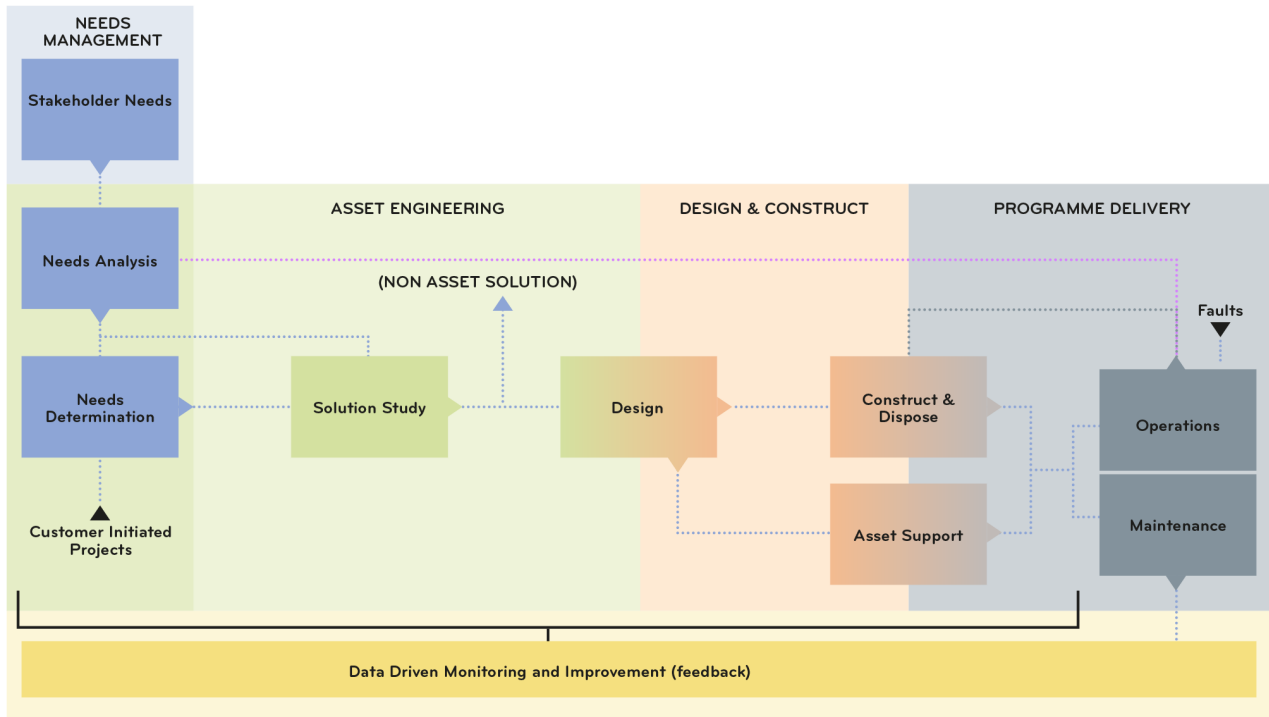 NEEDS
MANAGEMENT
Stakeholder Needs
ASSET ENGINEERING
DESIGN & CONSTRUCT
PROGRAMME DELIVERY
Needs Analysis
(NON ASSET SOLUTION)
Faults
Needs
Determination
Solution Study
Design
Construct &
Dispose
Operations
Customer Initiated
Projects
Asset Support
Maintenance
Data Driven Monitoring and Improvement (feedback)